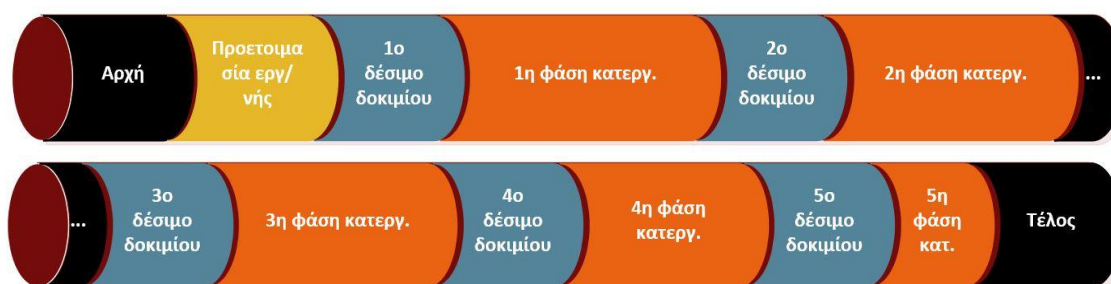 Αρχή
Προετοιμα
σία εργ/
νής
1ο
δέσιμο
δοκιμίου
1η φάση κατεργ.
2ο
δέσιμο
δοκιμίου
2η φάση κατεργ.
...
...
3ο
δέσιμο
δοκιμίου
3η φάση κατεργ.
4ο
δέσιμο
δοκιμίου
4η φάση
κατεργ.
5ο
δέσιμο
δοκιμίου
5η
φάση
κατ.
Τέλος